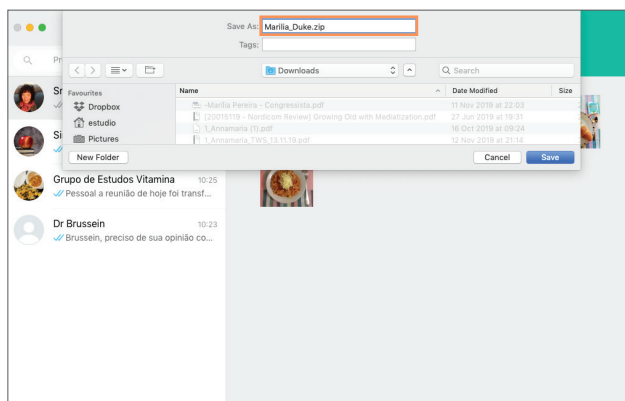 Save As: Marilia_Duke.zip
Tags:
Pr
Downloads
Search
Favourites
Name Date Modified Size
Dropbox
estudio
Pictures
-Marilia Pereira - Congressista.pdf 11 Nov 2019 at 22:03
[20015119 - Nordicom Review] Growing Old with Medialization.pdf 27 Jun 2019 at 19:31
1_Annamaria (1).pdf 16 Oct 2019 at 09:24
1_Annamaria_TWS_13.11.19.pdf 12 Nov 2019 at 21:14
New Folder Cancel Save
Sr
Si
Grupo de Estudos Vitamina 10:25
Pessoal a reunião de hoje foi transf...
Dr Brussein 10:23
Brussein, preciso de sua opinião co...